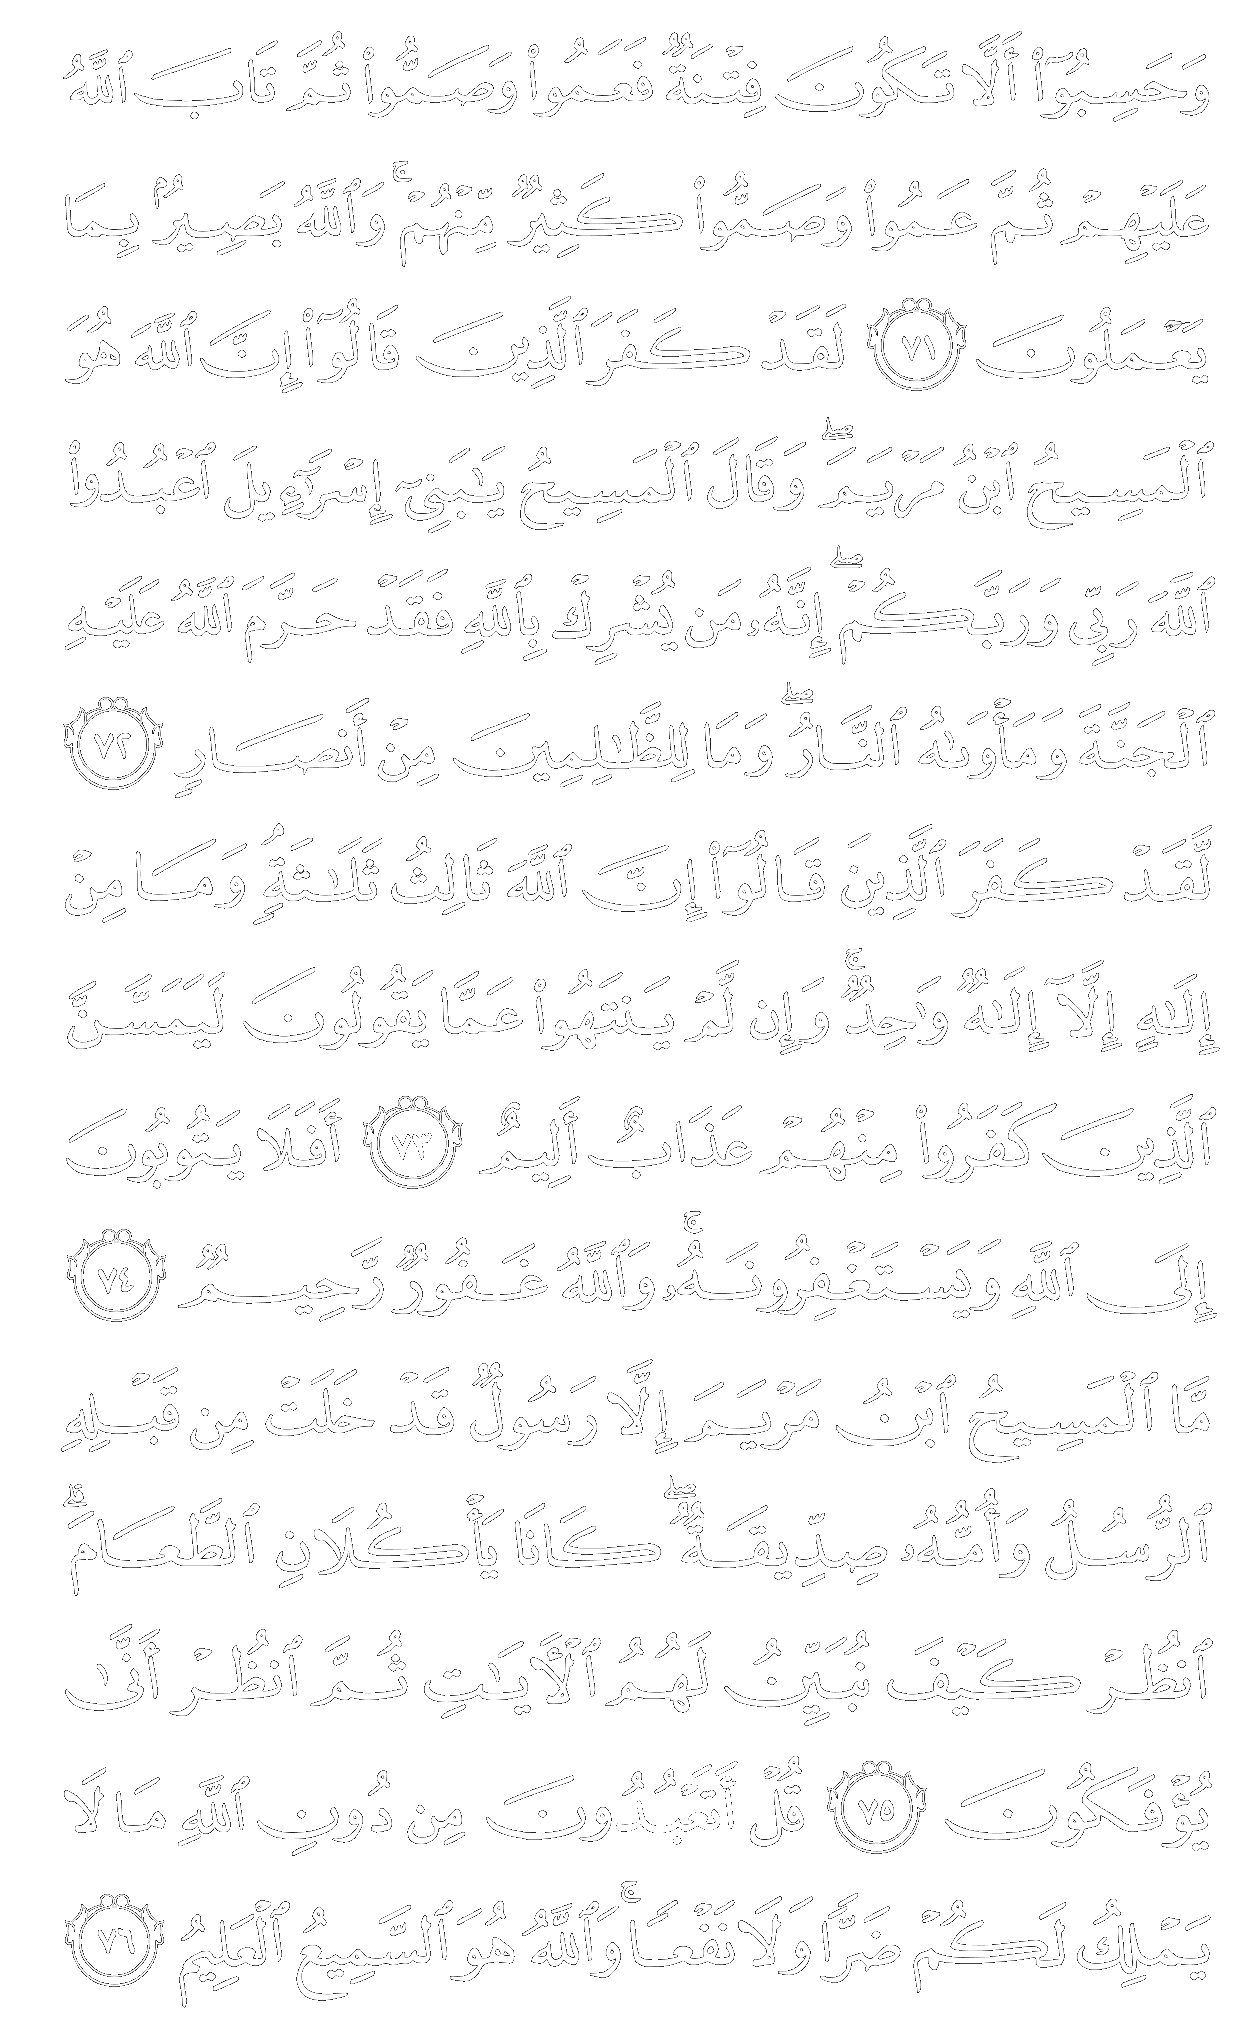 وَحَسِبُوٓا۟ أَلَّا تَكُونَ فِتْنَةٌ فَعَمُوا۟ وَصَمُّوا۟ ثُمَّ تَابَ ٱللَّهُ
عَلَيْهِمْ ثُمَّ عَمُوا۟ وَصَمُّوا۟ كَثِيرٌ مِّنْهُمْ ۚ وَٱللَّهُ بَصِيرٌۢ بِمَا
يَعْمَلُونَ ٧١ لَقَدْ كَفَرَ ٱلَّذِينَ قَالُوٓا۟ إِنَّ ٱللَّهَ هُوَ
ٱلْمَسِيحُ ٱبْنُ مَرْيَمَ ۖ وَقَالَ ٱلْمَسِيحُ يَـٰبَنِىٓ إِسْرَٰٓءِيلَ ٱعْبُدُوا۟
ٱللَّهَ رَبِّى وَرَبَّكُمْ ۖ إِنَّهُۥ مَن يُشْرِكْ بِٱللَّهِ فَقَدْ حَرَّمَ ٱللَّهُ عَلَيْهِ
ٱلْجَنَّةَ وَمَأْوَىٰهُ ٱلنَّارُ ۖ وَمَا لِلظَّـٰلِمِينَ مِنْ أَنصَارٍ ٧٢
لَّقَدْ كَفَرَ ٱلَّذِينَ قَالُوٓا۟ إِنَّ ٱللَّهَ ثَالِثُ ثَلَـٰثَةٍ ۘ وَمَا مِنْ
إِلَـٰهٍ إِلَّآ إِلَـٰهٌ وَٰحِدٌ ۚ وَإِن لَّمْ يَنتَهُوا۟ عَمَّا يَقُولُونَ لَيَمَسَّنَّ
ٱلَّذِينَ كَفَرُوا۟ مِنْهُمْ عَذَابٌ أَلِيمٌ ٧٣ أَفَلَا يَتُوبُونَ
إِلَى ٱللَّهِ وَيَسْتَغْفِرُونَهُۥ ۚ وَٱللَّهُ غَفُورٌ رَّحِيمٌ ٧٤
مَّا ٱلْمَسِيحُ ٱبْنُ مَرْيَمَ إِلَّا رَسُولٌ قَدْ خَلَتْ مِن قَبْلِهِ
ٱلرُّسُلُ وَأُمُّهُۥ صِدِّيقَةٌ ۖ كَانَا يَأْكُلَانِ ٱلطَّعَامَ ۗ
ٱنظُرْ كَيْفَ نُبَيِّنُ لَهُمُ ٱلْـَٔايَـٰتِ ثُمَّ ٱنظُرْ أَنَّىٰ
يُؤْفَكُونَ ٧٥ قُلْ أَتَعْبُدُونَ مِن دُونِ ٱللَّهِ مَا لَا
يَمْلِكُ لَكُمْ ضَرًّا وَلَا نَفْعًا ۚ وَٱللَّهُ هُوَ ٱلسَّمِيعُ ٱلْعَلِيمُ ٧٦